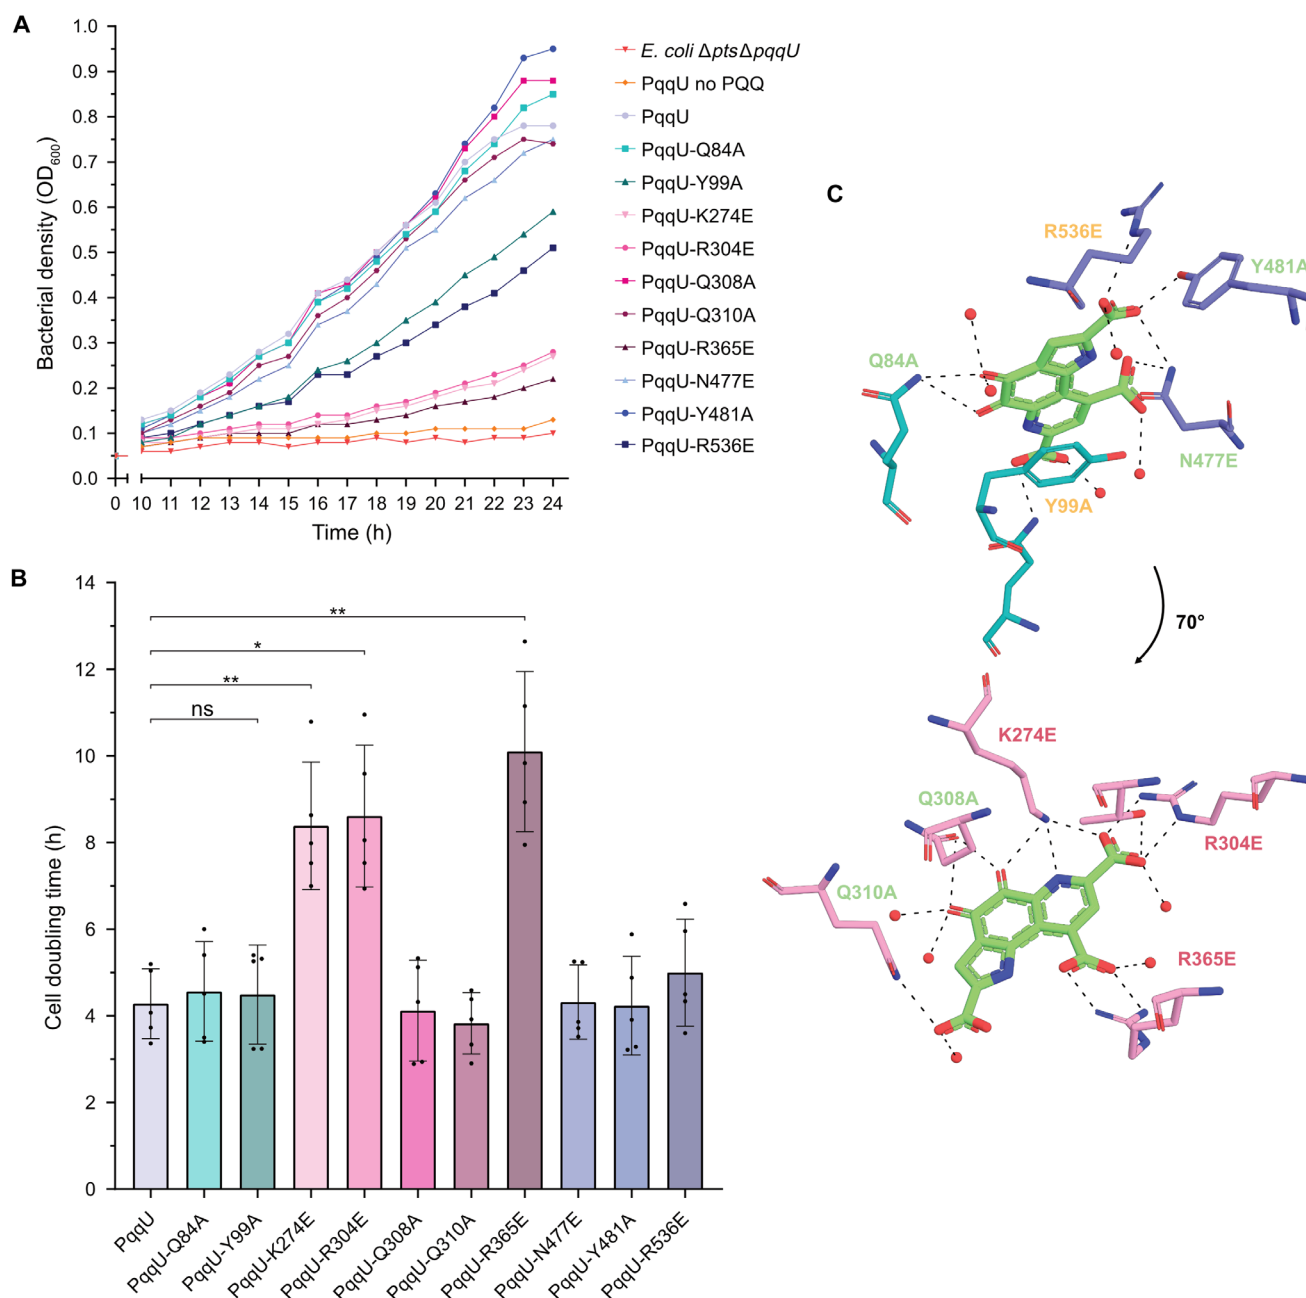 A
1.0
0.9
0.8
0.7
0.6
0.5
0.4
0.3
0.2
0.1
0.0
Bacterial density (OD600)
0 10 11 12 13 14 15 16 17 18 19 20 21 22 23 24
Time (h)
E. coli ΔptsΔpqqU
PqqU no PQQ
PqqU
PqqU-Q84A
PqqU-Y99A
PqqU-K274E
PqqU-R304E
PqqU-Q308A
PqqU-Q310A
PqqU-R365E
PqqU-N477E
PqqU-Y481A
PqqU-R536E
B
14
12
10
8
6
4
2
0
Cell doubling time (h)
**
*
**
ns
PqqU
PqqU-Q84A
PqqU-Y99A
PqqU-K274E
PqqU-R304E
PqqU-Q308A
PqqU-Q310A
PqqU-R365E
PqqU-N477E
PqqU-Y481A
PqqU-R536E
C
R536E
Y481A
Q84A
N477E
Y99A
70°
K274E
Q308A
R304E
Q310A
R365E